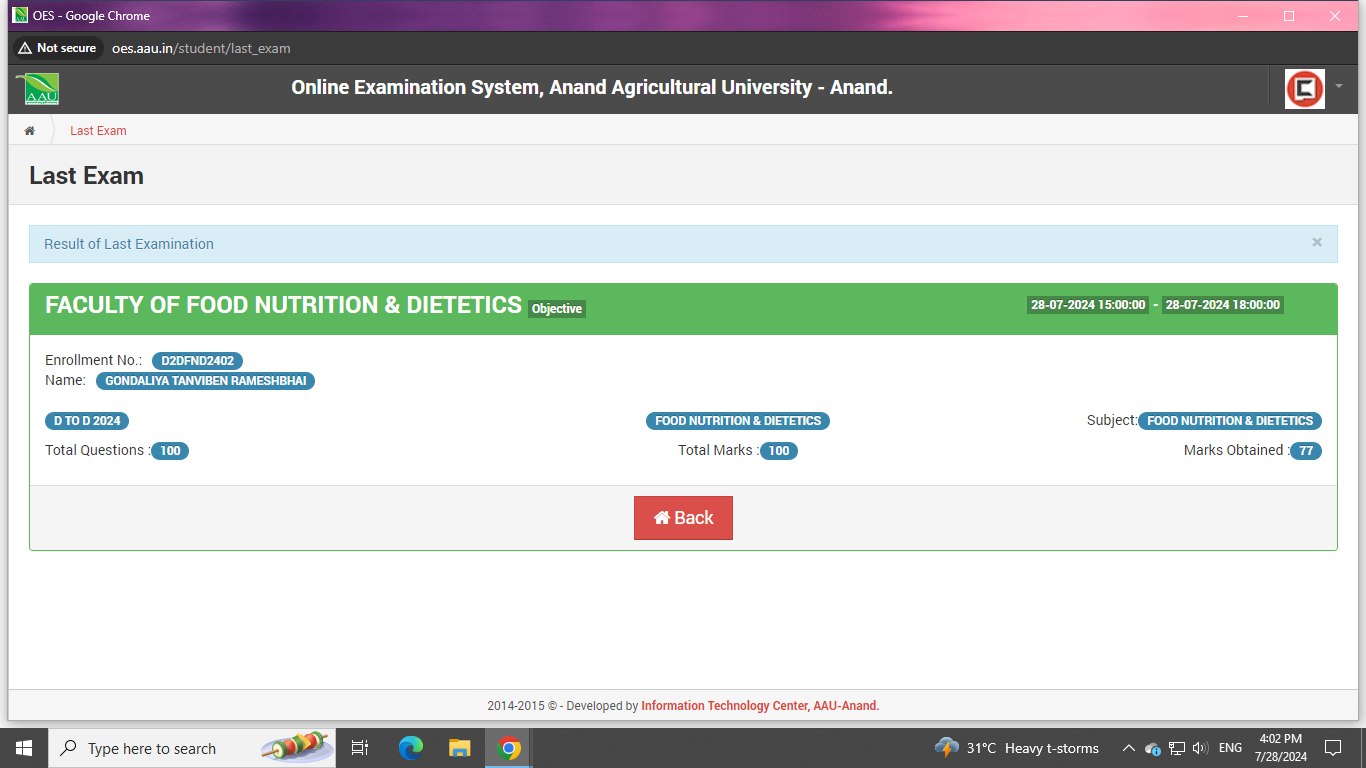 OES - Google Chrome
Not secure oes.aau.in/student/last_exam
AAU
Online Examination System, Anand Agricultural University - Anand.
Last Exam
Last Exam
Result of Last Examination ×
FACULTY OF FOOD NUTRITION & DIETETICS Objective 28-07-2024 15:00:00 - 28-07-2024 18:00:00
Enrollment No.: D2DFND2402
Name: GONDALIYA TANVIBEN RAMESHBHAI
D TO D 2024 FOOD NUTRITION & DIETETICS Subject: FOOD NUTRITION & DIETETICS
Total Questions : 100 Total Marks : 100 Marks Obtained : 77
Back
2014-2015 © - Developed by Information Technology Center, AAU-Anand.
Type here to search 31°C Heavy t-storms ENG 4:02 PM
7/28/2024